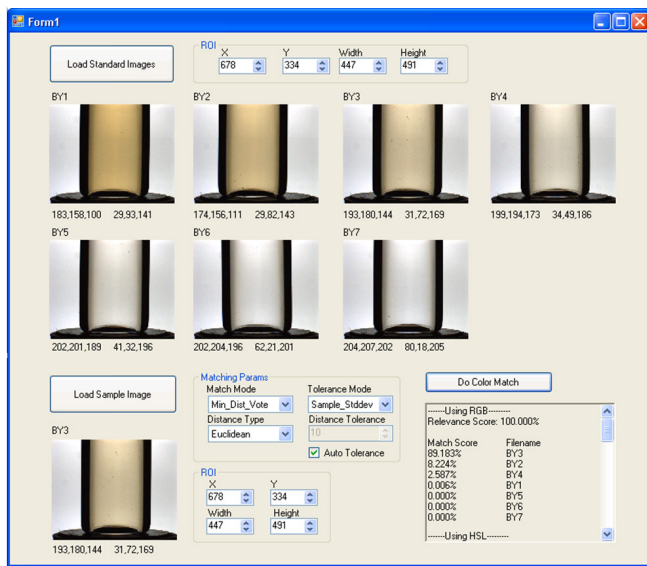 Form1
Load Standard Images
ROI
X Y Width Height
678 334 447 491
BY1 BY2 BY3 BY4
183,158,100 29,93,141 174,156,111 29,82,143 193,180,144 31,72,169 199,194,173 34,49,186
BY5 BY6 BY7
202,201,189 41,32,196 202,204,196 62,21,201 204,207,202 80,18,205
Load Sample Image
BY3
193,180,144 31,72,169
Matching Params
Match Mode Tolerance Mode
Min_Dist_Vote Sample_Stddev
Distance Type Distance Tolerance
Euclidean 10
Auto Tolerance
ROI
X Y
678 334
Width Height
447 491
Do Color Match
------Using RGB---------
Relevance Score: 100.000%
Match Score Filename
89.183% BY3
8.224% BY2
2.587% BY4
0.006% BY1
0.000% BY5
0.000% BY6
0.000% BY7
------Using HSL---------